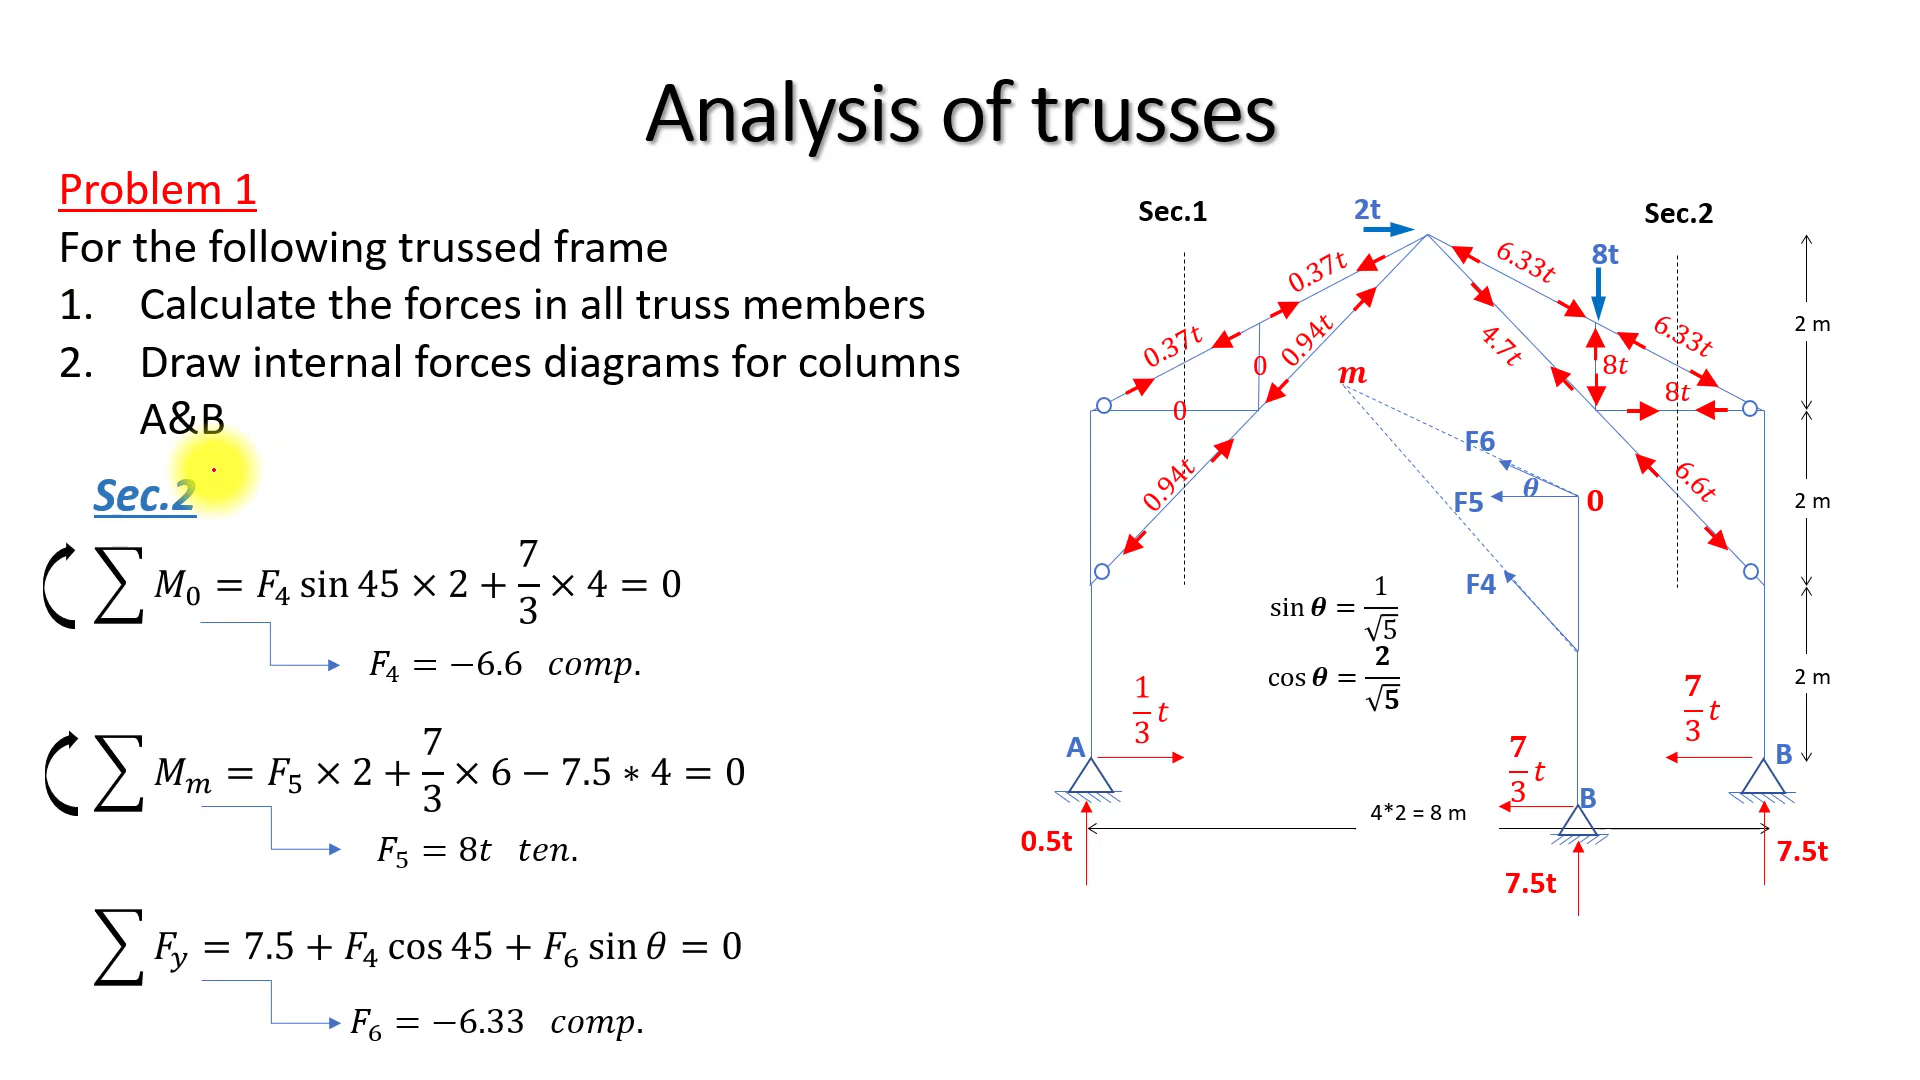 Analysis of trusses
Problem 1
For the following trussed frame
1. Calculate the forces in all truss members
2. Draw internal forces diagrams for columns
A&B
Sec.2
∑ M₀ = F₄ sin 45 × 2 + 7/3 × 4 = 0
F₄ = −6.6 comp.
∑ Mₘ = F₅ × 2 + 7/3 × 6 − 7.5 ∗ 4 = 0
F₅ = 8t ten.
∑ Fᵧ = 7.5 + F₄ cos 45 + F₆ sin θ = 0
F₆ = −6.33 comp.
Sec.1
2t
Sec.2
8t
0.37t
6.33t
0.37t
0.94t
6.33t
2 m
0
4.7t
8t
m
8t
0
F6
0.94t
6.6t
θ
F5
0
2 m
F4
sin θ = 1/√5
cos θ = 2/√5
1/3 t
7/3 t
2 m
A
7/3 t
B
B
4*2 = 8 m
0.5t
7.5t
7.5t